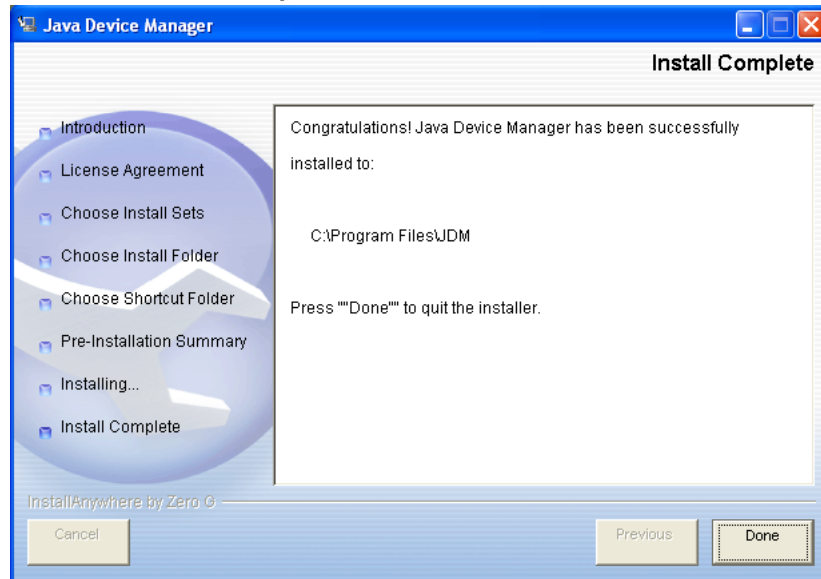 Java Device Manager
Install Complete
Introduction
License Agreement
Choose Install Sets
Choose Install Folder
Choose Shortcut Folder
Pre-Installation Summary
Installing...
Install Complete
Congratulations! Java Device Manager has been successfully
installed to:
C:\Program Files\JDM
Press ""Done"" to quit the installer.
InstallAnywhere by Zero G
Cancel
Previous
Done